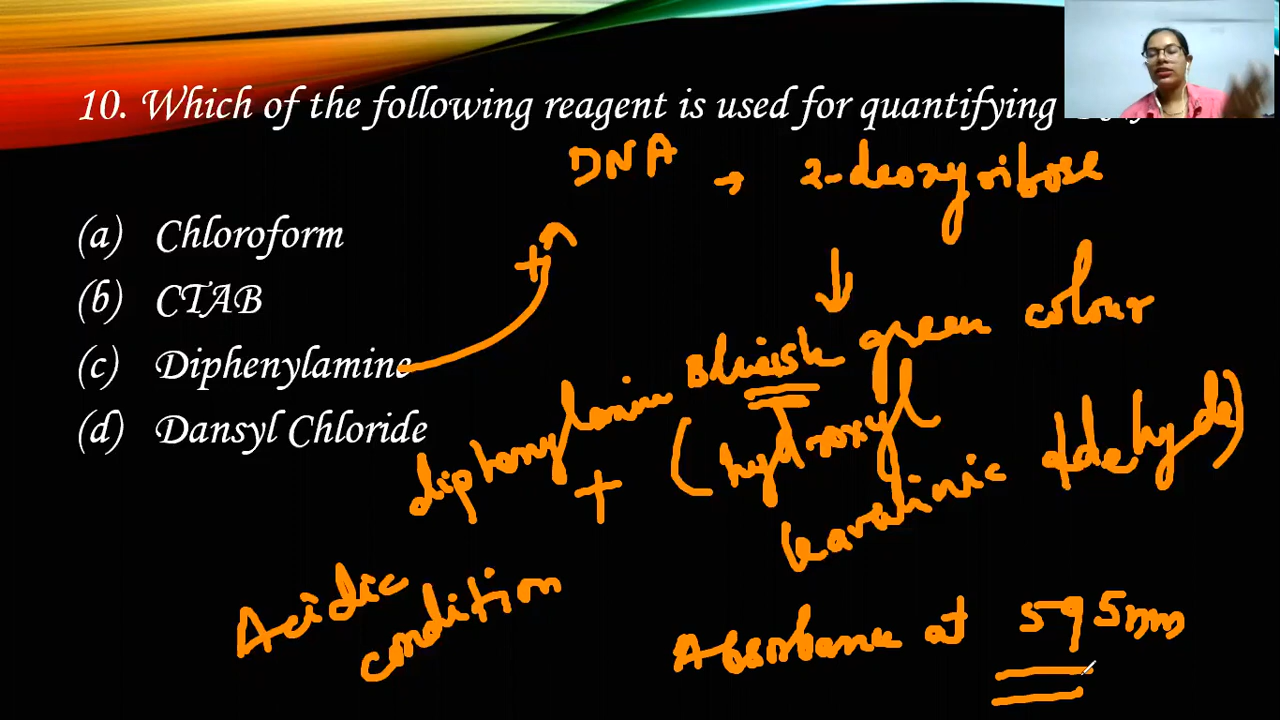 10. Which of the following reagent is used for quantifying
DNA → 2-deoxyribose
(a) Chloroform
(b) CTAB
(c) Diphenylamine
(d) Dansyl Chloride
+
Bluish green colour
diphenylamine
+
(hydroxyl
aldehyde)
Acidic
condition
Absorbance at 595nm